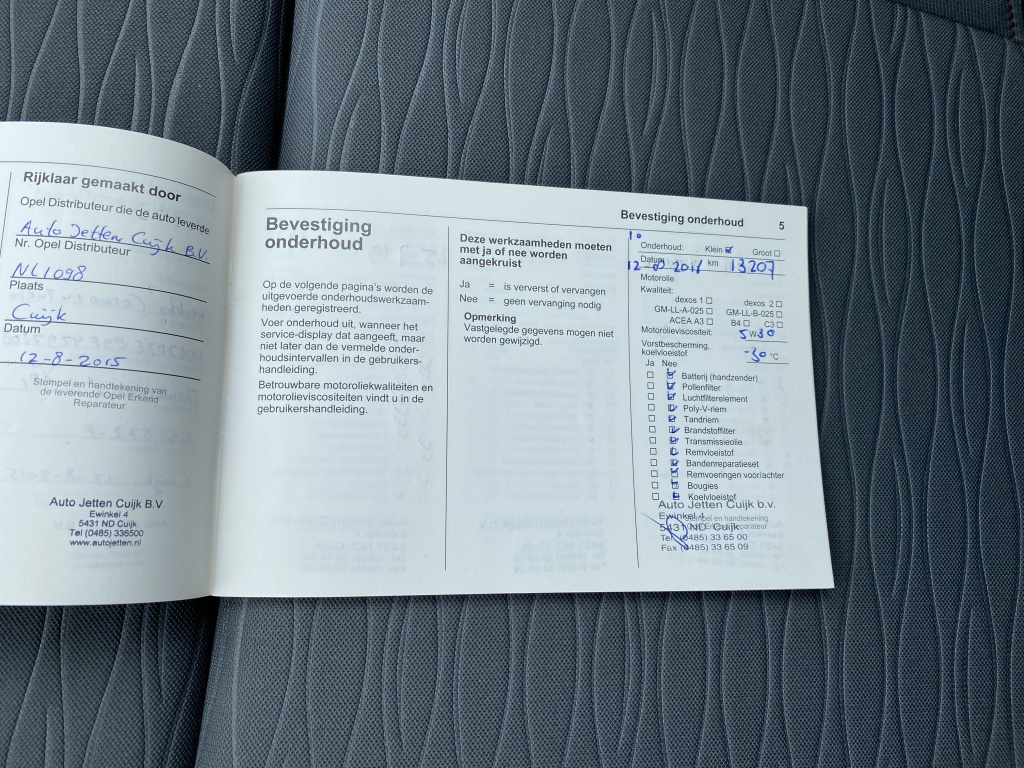 Rijklaar gemaakt door
Opel Distributeur die de auto leverde
Auto Jetten Cuijk B.V.
Nr. Opel Distributeur
NL1098
Plaats
Cuijk
Datum
12-8-2015
Stempel en handtekening van
de leverende Opel Erkend
Reparateur
Auto Jetten Cuijk B.V.
Ewinkel 4
5431 ND Cuijk
Tel (0485) 336500
www.autojetten.nl
Bevestiging
onderhoud
Op de volgende pagina's worden de
uitgevoerde onderhoudswerkzaam-
heden geregistreerd.
Voer onderhoud uit, wanneer het
service-display dat aangeeft, maar
niet later dan de vermelde onder-
houdsintervallen in de gebruikers-
handleiding.
Betrouwbare motoroliekwaliteiten en
motorolieviscositeiten vindt u in de
gebruikershandleiding.
Deze werkzaamheden moeten
met ja of nee worden
aangekruist
Ja = is ververst of vervangen
Nee = geen vervanging nodig
Opmerking
Vastgelegde gegevens mogen niet
worden gewijzigd.
Bevestiging onderhoud 5
Onderhoud: Klein Groot
Datum km 13207
Motorolie
Kwaliteit:
dexos 1 dexos 2
GM-LL-A-025 GM-LL-B-025
ACEA A3 B4 C3
Motorolieviscositeit: 5W30
Vorstbescherming,
koelvloeistof -30 °C
Ja Nee
Batterij (handzender)
Pollenfilter
Luchtfilterelement
Poly-V-riem
Tandriem
Brandstoffilter
Transmissieolie
Remvloeistof
Bandenreparatieset
Remvoeringen voor/achter
Bougies
Koelvloeistof
Auto Jetten Cuijk b.v.
Ewinkel 4
Stempel en handtekening
5431 ND Cuijk
Tel. (0485) 33 65 00
Fax (0485) 33 65 09